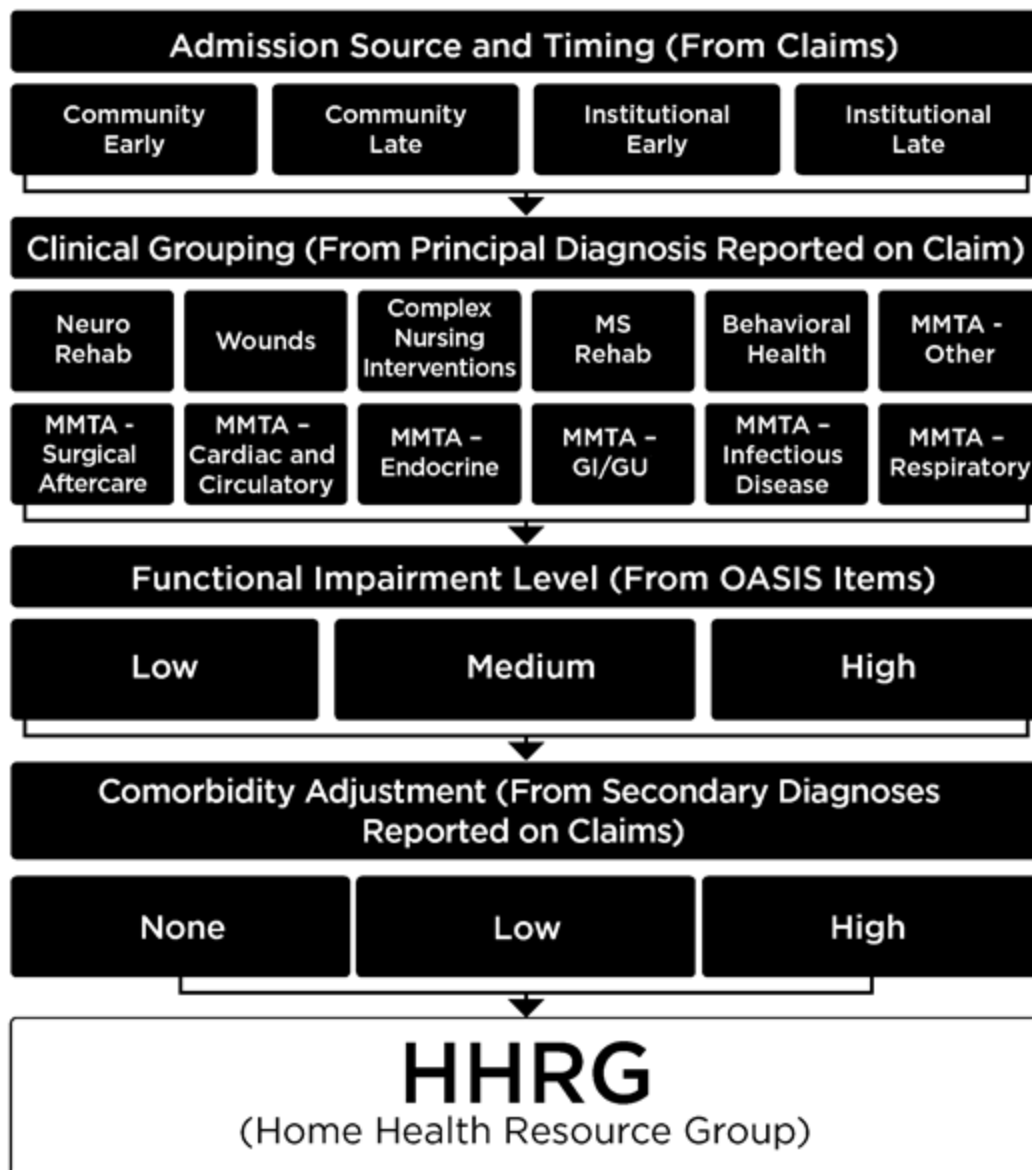 Admission Source and Timing (From Claims)
Community
Early
Community
Late
Institutional
Early
Institutional
Late
Clinical Grouping (From Principal Diagnosis Reported on Claim)
Neuro
Rehab
Wounds
Complex
Nursing
Interventions
MS
Rehab
Behavioral
Health
MMTA -
Other
MMTA -
Surgical
Aftercare
MMTA –
Cardiac and
Circulatory
MMTA –
Endocrine
MMTA –
GI/GU
MMTA –
Infectious
Disease
MMTA –
Respiratory
Functional Impairment Level (From OASIS Items)
Low
Medium
High
Comorbidity Adjustment (From Secondary Diagnoses
Reported on Claims)
None
Low
High
HHRG
(Home Health Resource Group)